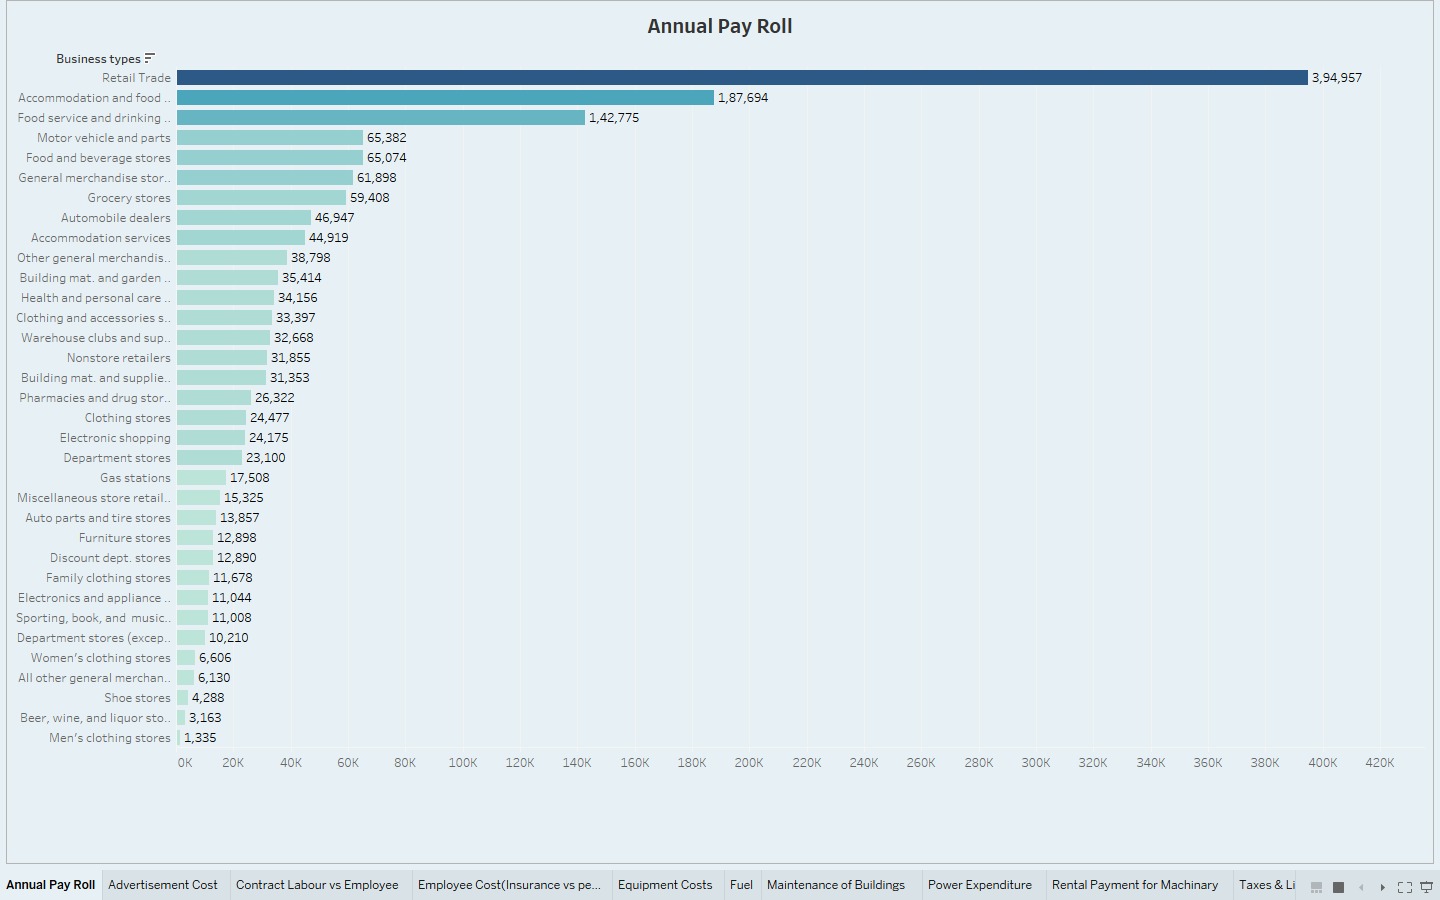 Annual Pay Roll
Business types
Retail Trade 3,94,957
Accommodation and food .. 1,87,694
Food service and drinking .. 1,42,775
Motor vehicle and parts 65,382
Food and beverage stores 65,074
General merchandise stor.. 61,898
Grocery stores 59,408
Automobile dealers 46,947
Accommodation services 44,919
Other general merchandis.. 38,798
Building mat. and garden .. 35,414
Health and personal care .. 34,156
Clothing and accessories s.. 33,397
Warehouse clubs and sup.. 32,668
Nonstore retailers 31,855
Building mat. and supplie.. 31,353
Pharmacies and drug stor.. 26,322
Clothing stores 24,477
Electronic shopping 24,175
Department stores 23,100
Gas stations 17,508
Miscellaneous store retail.. 15,325
Auto parts and tire stores 13,857
Furniture stores 12,898
Discount dept. stores 12,890
Family clothing stores 11,678
Electronics and appliance .. 11,044
Sporting, book, and music.. 11,008
Department stores (excep.. 10,210
Women's clothing stores 6,606
All other general merchan.. 6,130
Shoe stores 4,288
Beer, wine, and liquor sto.. 3,163
Men's clothing stores 1,335
0K 20K 40K 60K 80K 100K 120K 140K 160K 180K 200K 220K 240K 260K 280K 300K 320K 340K 360K 380K 400K 420K
Annual Pay Roll Advertisement Cost Contract Labour vs Employee Employee Cost(Insurance vs pe... Equipment Costs Fuel Maintenance of Buildings Power Expenditure Rental Payment for Machinary Taxes & Li